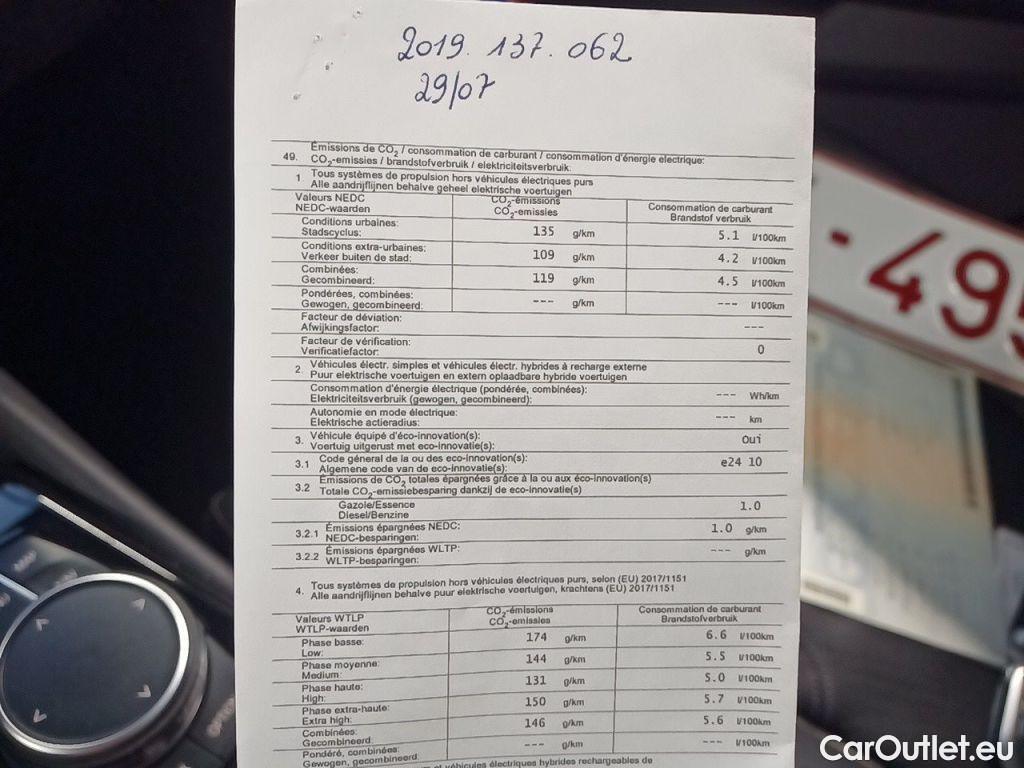 2019. 137. 062
29/07
49. Émissions de CO2 / consommation de carburant / consommation d'énergie electrique:
CO2-emissies / brandstofverbruik / elektriciteitsverbruik:
1. Tous systèmes de propulsion hors véhicules électriques purs
Alle aandrijflijnen behalve geheel elektrische voertuigen
Valeurs NEDC CO2-émissions Consommation de carburant
NEDC-waarden CO2-emissies Brandstof verbruik
Conditions urbaines:
Stadscyclus: 135 g/km 5.1 l/100km
Conditions extra-urbaines:
Verkeer buiten de stad: 109 g/km 4.2 l/100km
Combinées:
Gecombineerd: 119 g/km 4.5 l/100km
Pondérées, combinées:
Gewogen, gecombineerd: --- g/km --- l/100km
Facteur de déviation:
Afwijkingsfactor: ---
Facteur de vérification:
Verificatiefactor: 0
2. Véhicules électr. simples et véhicules électr. hybrides à recharge externe
Puur elektrische voertuigen en extern oplaadbare hybride voertuigen
Consommation d'énergie électrique (pondérée, combinées):
Elektriciteitsverbruik (gewogen, gecombineerd): --- Wh/km
Autonomie en mode électrique:
Elektrische actieradius: --- km
3. Véhicule équipé d'éco-innovation(s): Oui
Voertuig uitgerust met eco-innovatie(s):
3.1 Code géneral de la ou des eco-innovation(s): e24 10
Algemene code van de eco-innovatie(s):
3.2 Émissions de CO2 totales épargnées grâce à la ou aux éco-innovation(s)
Totale CO2-emissiebesparing dankzij de eco-innovatie(s)
Gazole/Essence 1.0
Diesel/Benzine
3.2.1 Émissions épargnées NEDC: 1.0 g/km
NEDC-besparingen:
3.2.2 Émissions épargnées WLTP: --- g/km
WLTP-besparingen:
4. Tous systèmes de propulsion hors véhicules électriques purs, selon (EU) 2017/1151
Alle aandrijflijnen behalve puur elektrische voertuigen, krachtens (EU) 2017/1151
Valeurs WTLP CO2-émissions Consommation de carburant
WTLP-waarden CO2-emissies Brandstofverbruik
Phase basse: 174 g/km 6.6 l/100km
Low:
Phase moyenne: 144 g/km 5.5 l/100km
Medium:
Phase haute: 131 g/km 5.0 l/100km
High:
Phase extra-haute: 150 g/km 5.7 l/100km
Extra high:
Combinées: 146 g/km 5.6 l/100km
Gecombineerd:
Pondéré, combinées: --- g/km --- l/100km
Gewogen, gecombineerd:
et véhicules électriques hybrides rechargeables de
-495
CarOutlet.eu